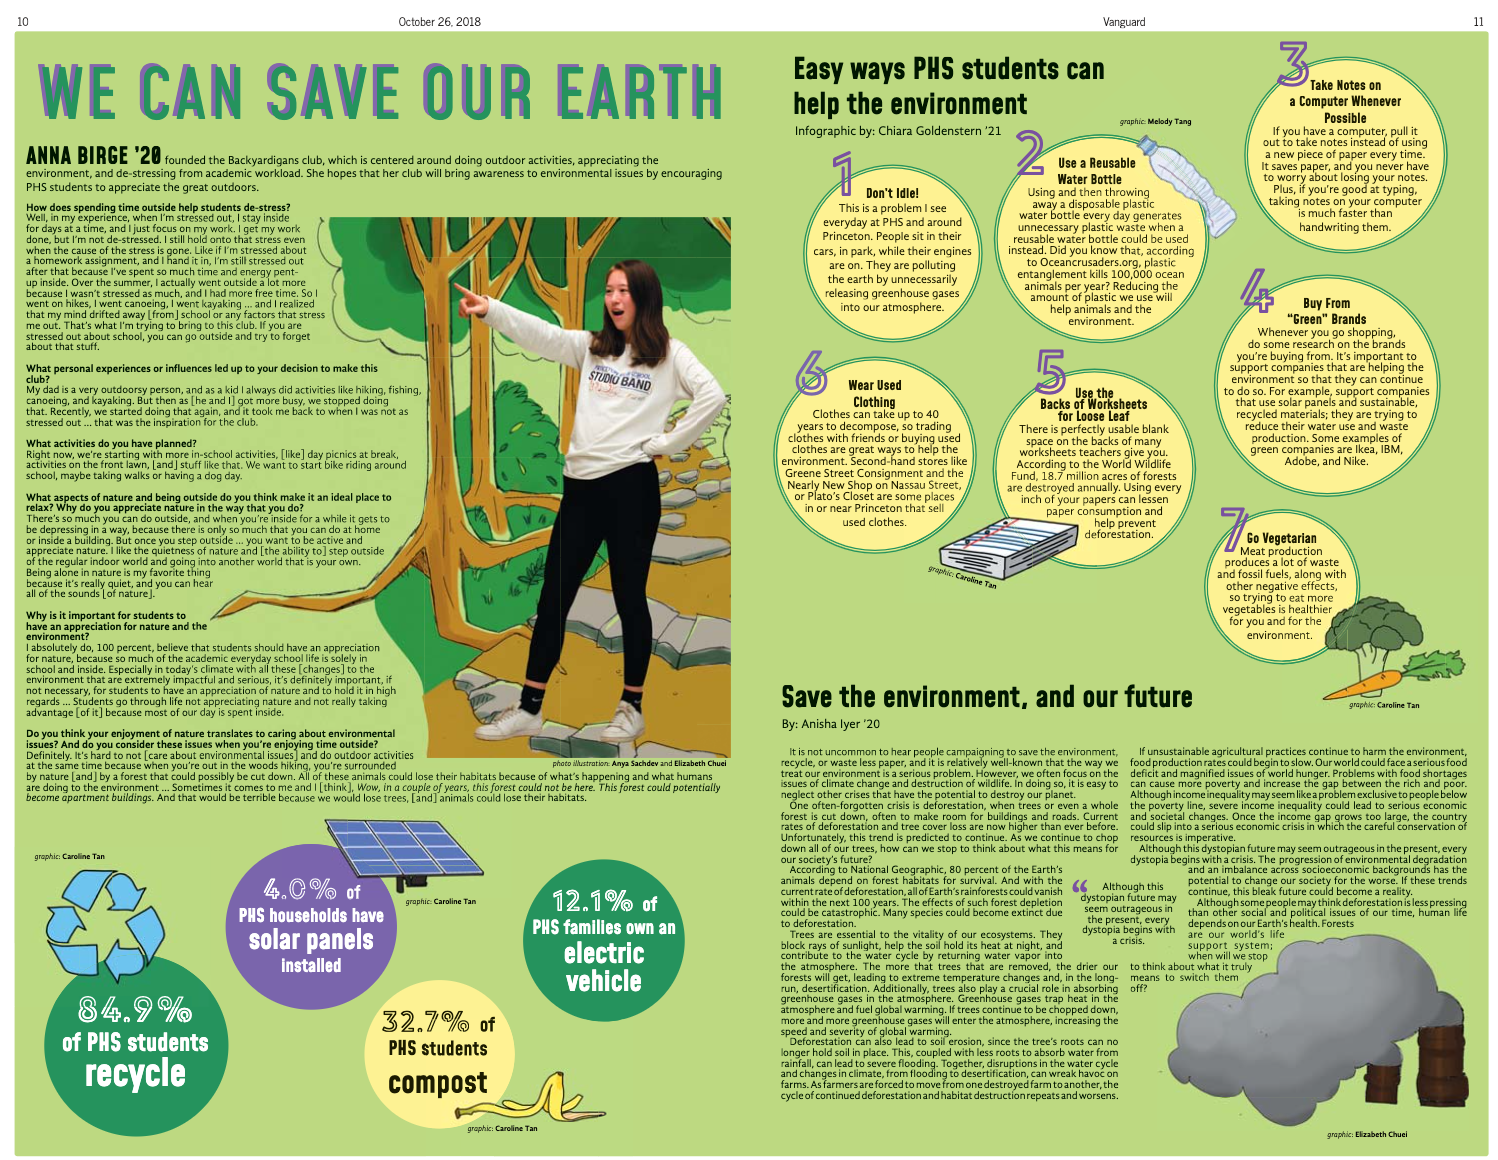 10
October 26, 2018
Vanguard
11
WE CAN SAVE OUR EARTH
ANNA BIRGE ’20 founded the Backyardigans club, which is centered around doing outdoor activities, appreciating the
environment, and de-stressing from academic workload. She hopes that her club will bring awareness to environmental issues by encouraging
PHS students to appreciate the great outdoors.
How does spending time outside help students de-stress?
Well, in my experience, when I’m stressed out, I stay inside
for days at a time, and I just focus on my work. I get my work
done, but I’m not de-stressed. I still hold onto that stress even
when the cause of the stress is gone. Like if I’m stressed about
a homework assignment, and I hand it in, I’m still stressed out
after that because I’ve spent so much time and energy pent-
up inside. Over the summer, I actually went outside a lot more
because I wasn’t stressed as much, and I had more free time. So I
went on hikes, I went canoeing, I went kayaking ... and I realized
that my mind drifted away [from] school or any factors that stress
me out. That’s what I’m trying to bring to this club. If you are
stressed out about school, you can go outside and try to forget
about that stuff.
What personal experiences or influences led up to your decision to make this
club?
My dad is a very outdoorsy person, and as a kid I always did activities like hiking, fishing,
canoeing, and kayaking. But then as [he and I] got more busy, we stopped doing
that. Recently, we started doing that again, and it took me back to when I was not as
stressed out ... that was the inspiration for the club.
What activities do you have planned?
Right now, we’re starting with more in-school activities, [like] day picnics at break,
activities on the front lawn, [and] stuff like that. We want to start bike riding around
school, maybe taking walks or having a dog day.
What aspects of nature and being outside do you think make it an ideal place to
relax? Why do you appreciate nature in the way that you do?
There’s so much you can do outside, and when you’re inside for a while it gets to
be depressing in a way, because there is only so much that you can do at home
or inside a building. But once you step outside ... you want to be active and
appreciate nature. I like the quietness of nature and [the ability to] step outside
of the regular indoor world and going into another world that is your own.
Being alone in nature is my favorite thing
because it’s really quiet, and you can hear
all of the sounds [of nature].
Why is it important for students to
have an appreciation for nature and the
environment?
I absolutely do, 100 percent, believe that students should have an appreciation
for nature, because so much of the academic everyday school life is solely in
school and inside. Especially in today’s climate with all these [changes] to the
environment that are extremely impactful and serious, it’s definitely important, if
not necessary, for students to have an appreciation of nature and to hold it in high
regards ... Students go through life not appreciating nature and not really taking
advantage [of it] because most of our day is spent inside.
Do you think your enjoyment of nature translates to caring about environmental
issues? And do you consider these issues when you’re enjoying time outside?
Definitely. It’s hard to not [care about environmental issues] and do outdoor activities
at the same time because when you’re out in the woods hiking, you’re surrounded
by nature [and] by a forest that could possibly be cut down. All of these animals could lose their habitats because of what’s happening and what humans
are doing to the environment ... Sometimes it comes to me and I [think], Wow, in a couple of years, this forest could not be here. This forest could potentially
become apartment buildings. And that would be terrible because we would lose trees, [and] animals could lose their habitats.
STUDIO BAND
photo illustration: Anya Sachdev and Elizabeth Chuei
graphic: Caroline Tan
84.9%
of PHS students
recycle
4.0% of
PHS households have
solar panels
installed
graphic: Caroline Tan
32.7% of
PHS students
compost
graphic: Caroline Tan
12.1% of
PHS families own an
electric
vehicle
Easy ways PHS students can
help the environment
Infographic by: Chiara Goldenstern ’21
graphic: Melody Tang
1
Don’t Idle!
This is a problem I see
everyday at PHS and around
Princeton. People sit in their
cars, in park, while their engines
are on. They are polluting
the earth by unnecessarily
releasing greenhouse gases
into our atmosphere.
2
Use a Reusable
Water Bottle
Using and then throwing
away a disposable plastic
water bottle every day generates
unnecessary plastic waste when a
reusable water bottle could be used
instead. Did you know that, according
to Oceancrusaders.org, plastic
entanglement kills 100,000 ocean
animals per year? Reducing the
amount of plastic we use will
help animals and the
environment.
3
Take Notes on
a Computer Whenever
Possible
If you have a computer, pull it
out to take notes instead of using
a new piece of paper every time.
It saves paper, and you never have
to worry about losing your notes.
Plus, if you’re good at typing,
taking notes on your computer
is much faster than
handwriting them.
4
Buy From
“Green” Brands
Whenever you go shopping,
do some research on the brands
you’re buying from. It’s important to
support companies that are helping the
environment so that they can continue
to do so. For example, support companies
that use solar panels and sustainable,
recycled materials; they are trying to
reduce their water use and waste
production. Some examples of
green companies are Ikea, IBM,
Adobe, and Nike.
5
Use the
Backs of Worksheets
for Loose Leaf
There is perfectly usable blank
space on the backs of many
worksheets teachers give you.
According to the World Wildlife
Fund, 18.7 million acres of forests
are destroyed annually. Using every
inch of your papers can lessen
paper consumption and
help prevent
deforestation.
graphic: Caroline Tan
6
Wear Used
Clothing
Clothes can take up to 40
years to decompose, so trading
clothes with friends or buying used
clothes are great ways to help the
environment. Second-hand stores like
Greene Street Consignment and the
Nearly New Shop on Nassau Street,
or Plato’s Closet are some places
in or near Princeton that sell
used clothes.
7
Go Vegetarian
Meat production
produces a lot of waste
and fossil fuels, along with
other negative effects,
so trying to eat more
vegetables is healthier
for you and for the
environment.
graphic: Caroline Tan
Save the environment, and our future
By: Anisha Iyer ’20
It is not uncommon to hear people campaigning to save the environment,
recycle, or waste less paper, and it is relatively well-known that the way we
treat our environment is a serious problem. However, we often focus on the
issues of climate change and destruction of wildlife. In doing so, it is easy to
neglect other crises that have the potential to destroy our planet.
One often-forgotten crisis is deforestation, when trees or even a whole
forest is cut down, often to make room for buildings and roads. Current
rates of deforestation and tree cover loss are now higher than ever before.
Unfortunately, this trend is predicted to continue. As we continue to chop
down all of our trees, how can we stop to think about what this means for
our society’s future?
According to National Geographic, 80 percent of the Earth’s
animals depend on forest habitats for survival. And with the
current rate of deforestation, all of Earth’s rainforests could vanish
within the next 100 years. The effects of such forest depletion
could be catastrophic. Many species could become extinct due
to deforestation.
Trees are essential to the vitality of our ecosystems. They
block rays of sunlight, help the soil hold its heat at night, and
contribute to the water cycle by returning water vapor into
the atmosphere. The more that trees that are removed, the drier our
forests will get, leading to extreme temperature changes and, in the long-
run, desertification. Additionally, trees also play a crucial role in absorbing
greenhouse gases in the atmosphere. Greenhouse gases trap heat in the
atmosphere and fuel global warming. If trees continue to be chopped down,
more and more greenhouse gases will enter the atmosphere, increasing the
speed and severity of global warming.
Deforestation can also lead to soil erosion, since the tree’s roots can no
longer hold soil in place. This, coupled with less roots to absorb water from
rainfall, can lead to severe flooding. Together, disruptions in the water cycle
and changes in climate, from flooding to desertification, can wreak havoc on
farms. As farmers are forced to move from one destroyed farm to another, the
cycle of continued deforestation and habitat destruction repeats and worsens.
“ Although this
dystopian future may
seem outrageous in
the present, every
dystopia begins with
a crisis.
If unsustainable agricultural practices continue to harm the environment,
food production rates could begin to slow. Our world could face a serious food
deficit and magnified issues of world hunger. Problems with food shortages
can cause more poverty and increase the gap between the rich and poor.
Although income inequality may seem like a problem exclusive to people below
the poverty line, severe income inequality could lead to serious economic
and societal changes. Once the income gap grows too large, the country
could slip into a serious economic crisis in which the careful conservation of
resources is imperative.
Although this dystopian future may seem outrageous in the present, every
dystopia begins with a crisis. The progression of environmental degradation
and an imbalance across socioeconomic backgrounds has the
potential to change our society for the worse. If these trends
continue, this bleak future could become a reality.
Although some people may think deforestation is less pressing
than other social and political issues of our time, human life
depends on our Earth’s health. Forests
are our world’s life
support system;
when will we stop
to think about what it truly
means to switch them
off?
graphic: Elizabeth Chuei